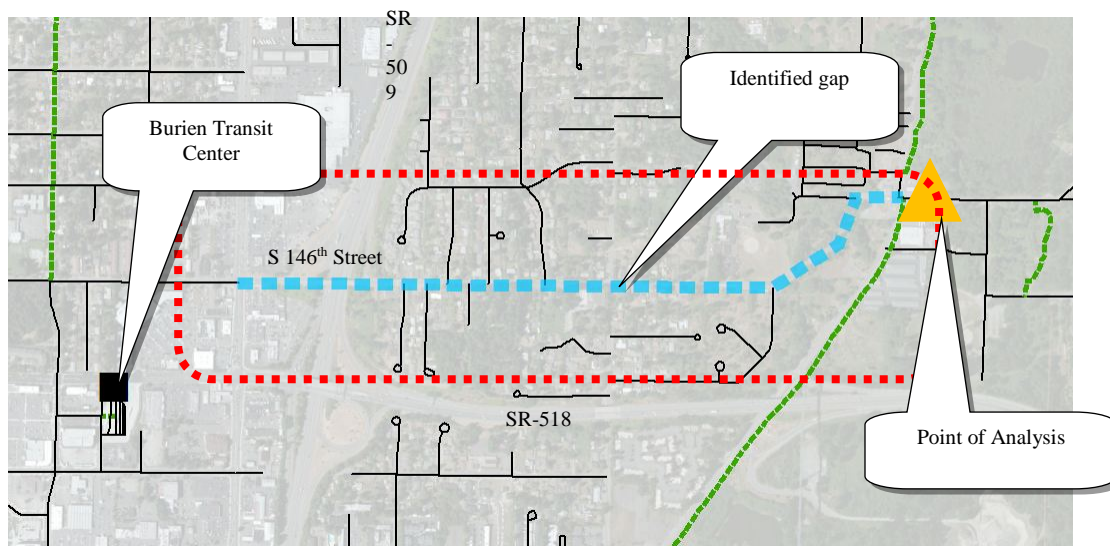 SR
-
50
9
Identified gap
Burien Transit
Center
S 146th Street
SR-518
Point of Analysis